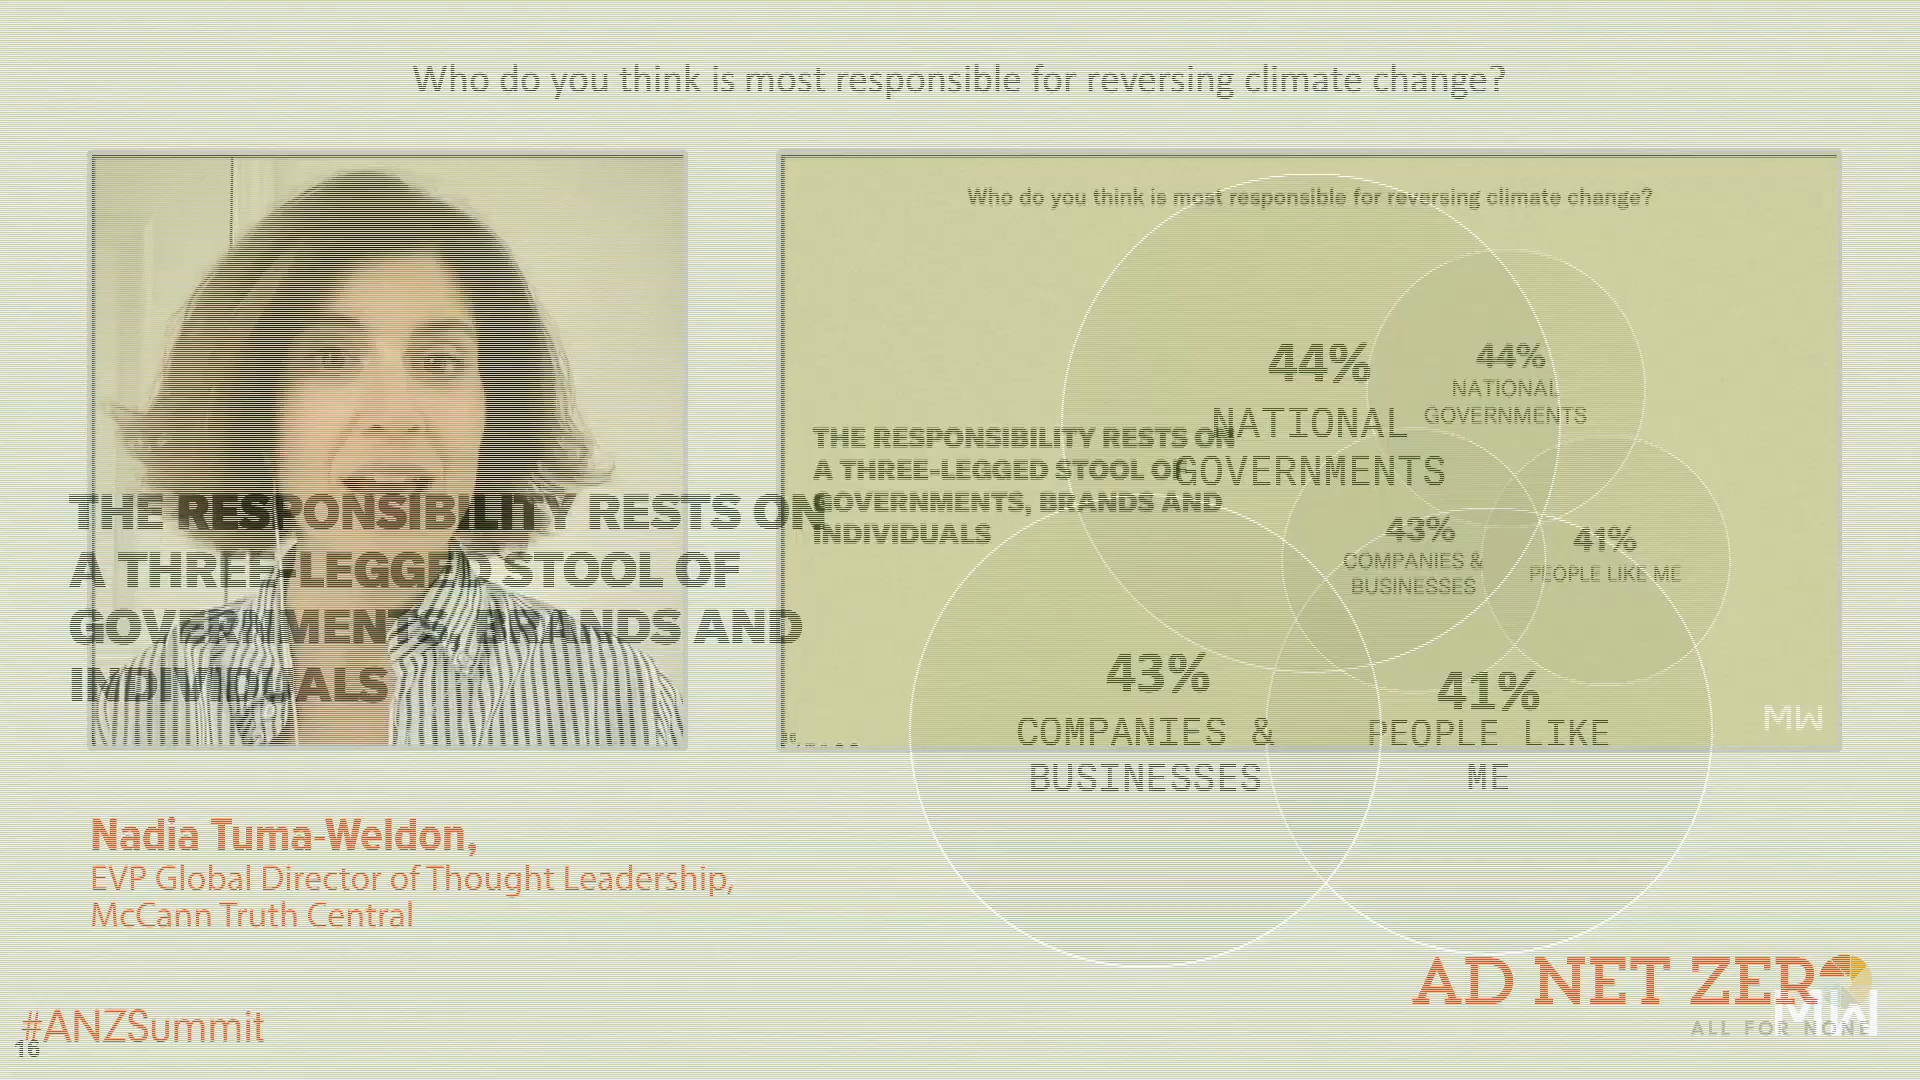 Who do you think is most responsible for reversing climate change?
Who do you think is most responsible for reversing climate change?
44%
NATIONAL
GOVERNMENTS
44%
NATIONAL
GOVERNMENTS
THE RESPONSIBILITY RESTS ON
A THREE-LEGGED STOOL OF
GOVERNMENTS, BRANDS AND
INDIVIDUALS
THE RESPONSIBILITY RESTS ON
A THREE-LEGGED STOOL OF
GOVERNMENTS, BRANDS AND
INDIVIDUALS
43%
COMPANIES &
BUSINESSES
41%
PEOPLE LIKE ME
43%
COMPANIES &
BUSINESSES
41%
PEOPLE LIKE
ME
MW
Nadia Tuma-Weldon,
EVP Global Director of Thought Leadership,
McCann Truth Central
AD NET ZERO
ALL FOR NONE
MW
#ANZSummit
16